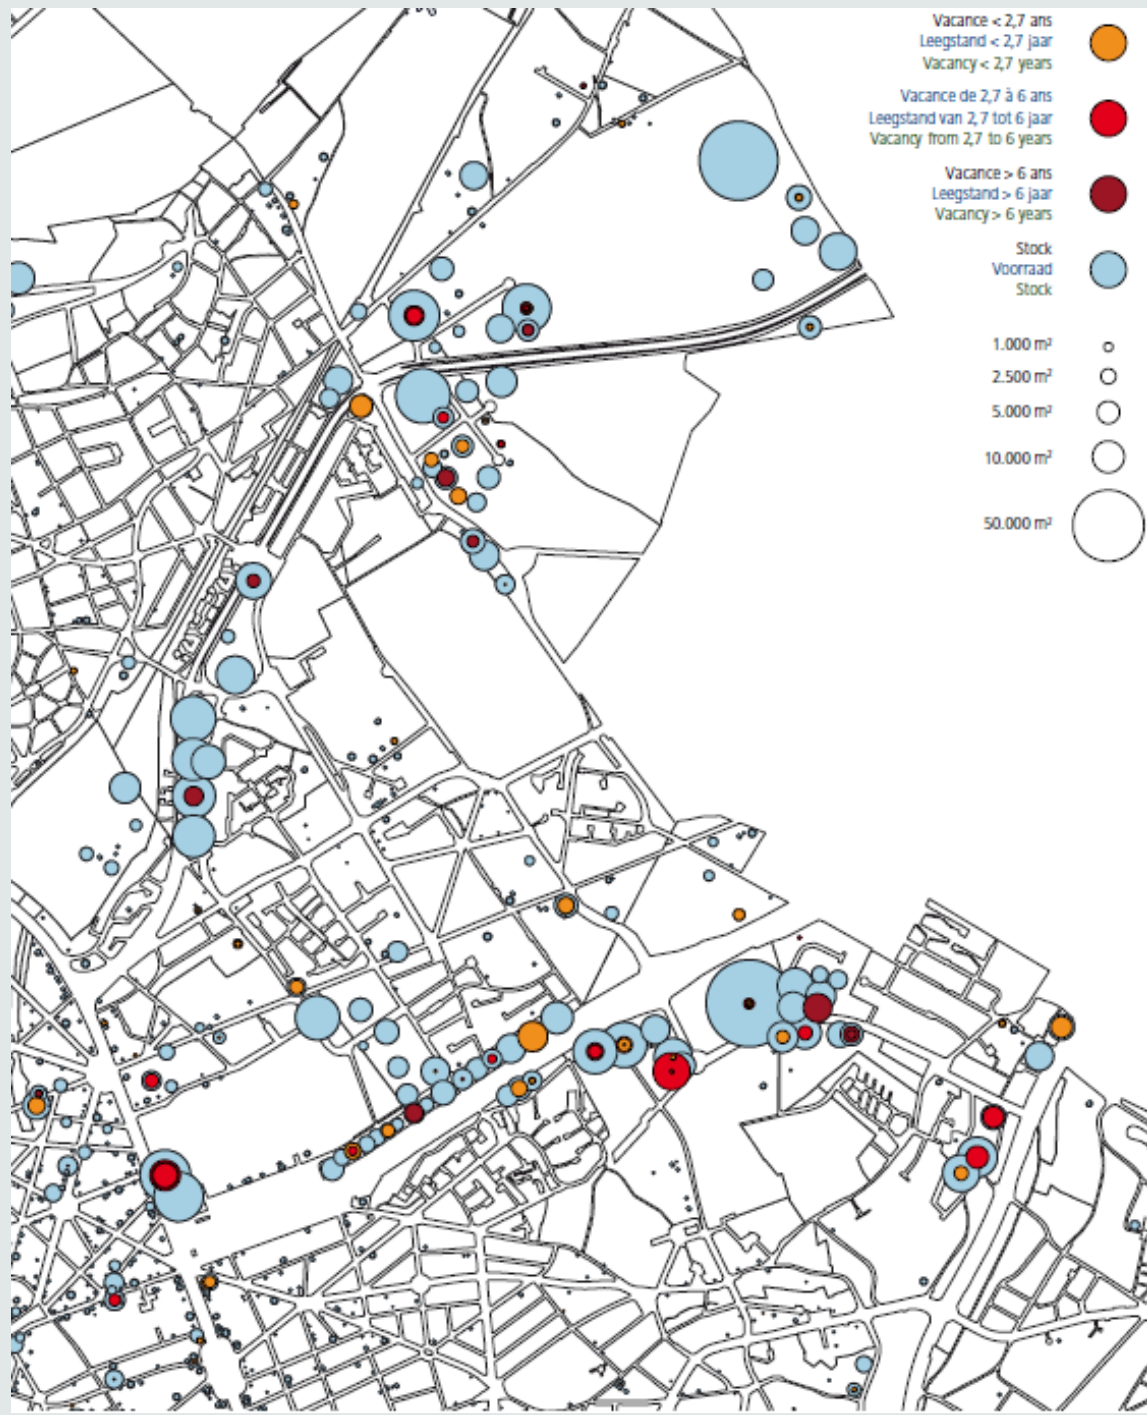 Vacance < 2,7 ans
Leegstand < 2,7 jaar
Vacancy < 2,7 years
Vacance de 2,7 à 6 ans
Leegstand van 2,7 tot 6 jaar
Vacancy from 2,7 to 6 years
Vacance > 6 ans
Leegstand > 6 jaar
Vacancy > 6 years
Stock
Voorraad
Stock
1.000 m²
2.500 m²
5.000 m²
10.000 m²
50.000 m²